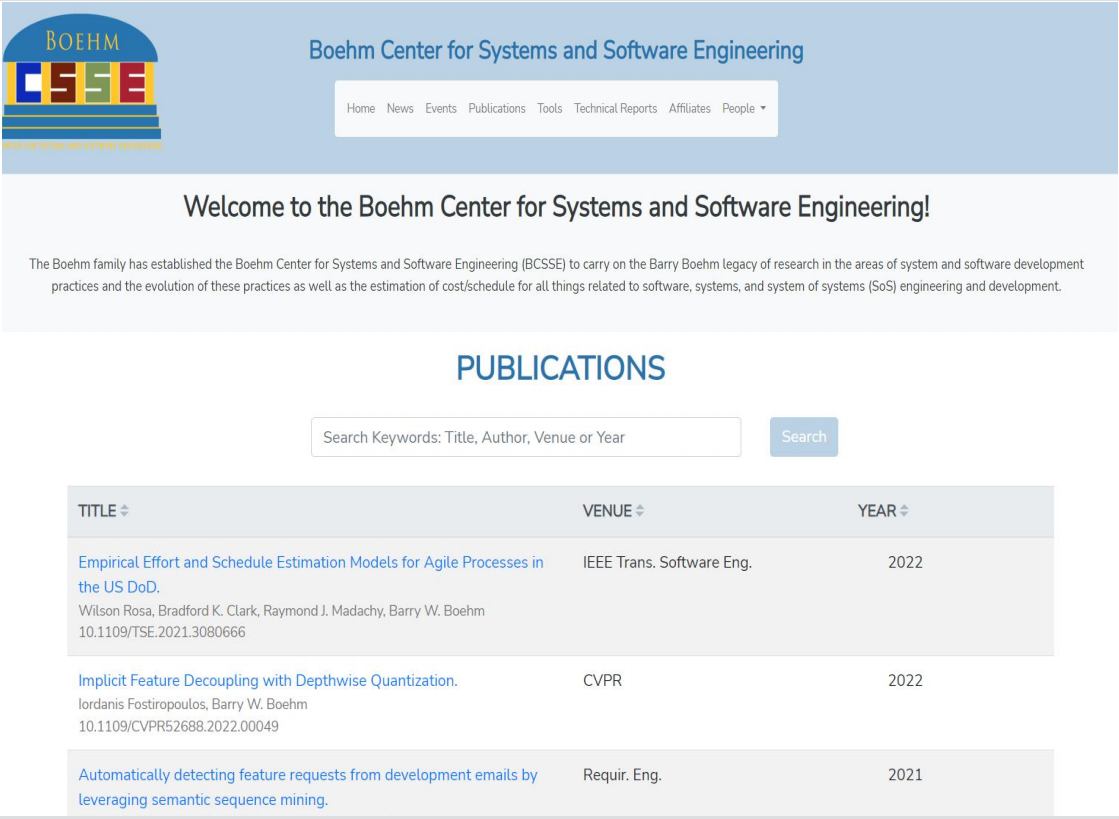 BOEHM
CSSE
Boehm Center for Systems and Software Engineering
Home News Events Publications Tools Technical Reports Affiliates People
Welcome to the Boehm Center for Systems and Software Engineering!
The Boehm family has established the Boehm Center for Systems and Software Engineering (BCSSE) to carry on the Barry Boehm legacy of research in the areas of system and software development
practices and the evolution of these practices as well as the estimation of cost/schedule for all things related to software, systems, and system of systems (SoS) engineering and development.
PUBLICATIONS
Search Keywords: Title, Author, Venue or Year Search
TITLE VENUE YEAR
Empirical Effort and Schedule Estimation Models for Agile Processes in IEEE Trans. Software Eng. 2022
the US DoD.
Wilson Rosa, Bradford K. Clark, Raymond J. Madachy, Barry W. Boehm
10.1109/TSE.2021.3080666
Implicit Feature Decoupling with Depthwise Quantization. CVPR 2022
Iordanis Fostiropoulos, Barry W. Boehm
10.1109/CVPR52688.2022.00049
Automatically detecting feature requests from development emails by Requir. Eng. 2021
leveraging semantic sequence mining.